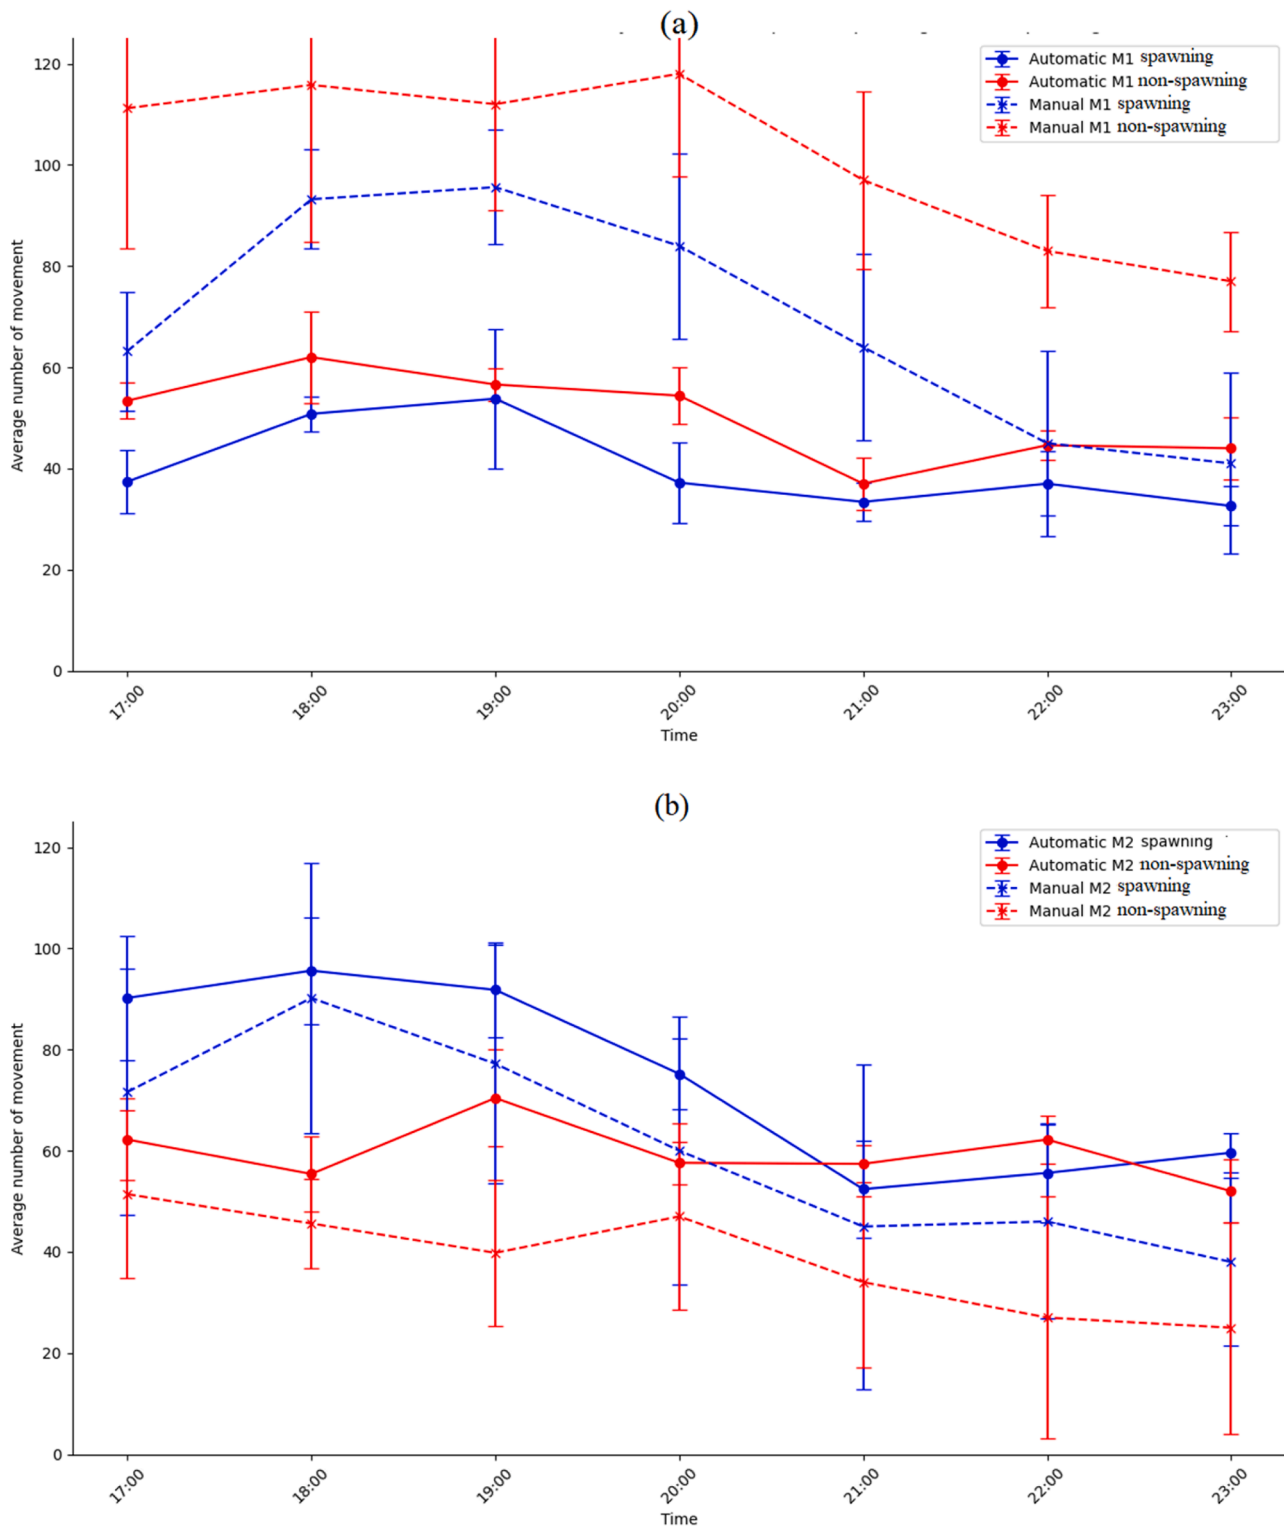 (a)
Automatic M1 spawning
Automatic M1 non-spawning
Manual M1 spawning
Manual M1 non-spawning
Average number of movement
120
100
80
60
40
20
0
17:00
18:00
19:00
20:00
21:00
22:00
23:00
Time
(b)
Automatic M2 spawning
Automatic M2 non-spawning
Manual M2 spawning
Manual M2 non-spawning
Average number of movement
120
100
80
60
40
20
0
17:00
18:00
19:00
20:00
21:00
22:00
23:00
Time